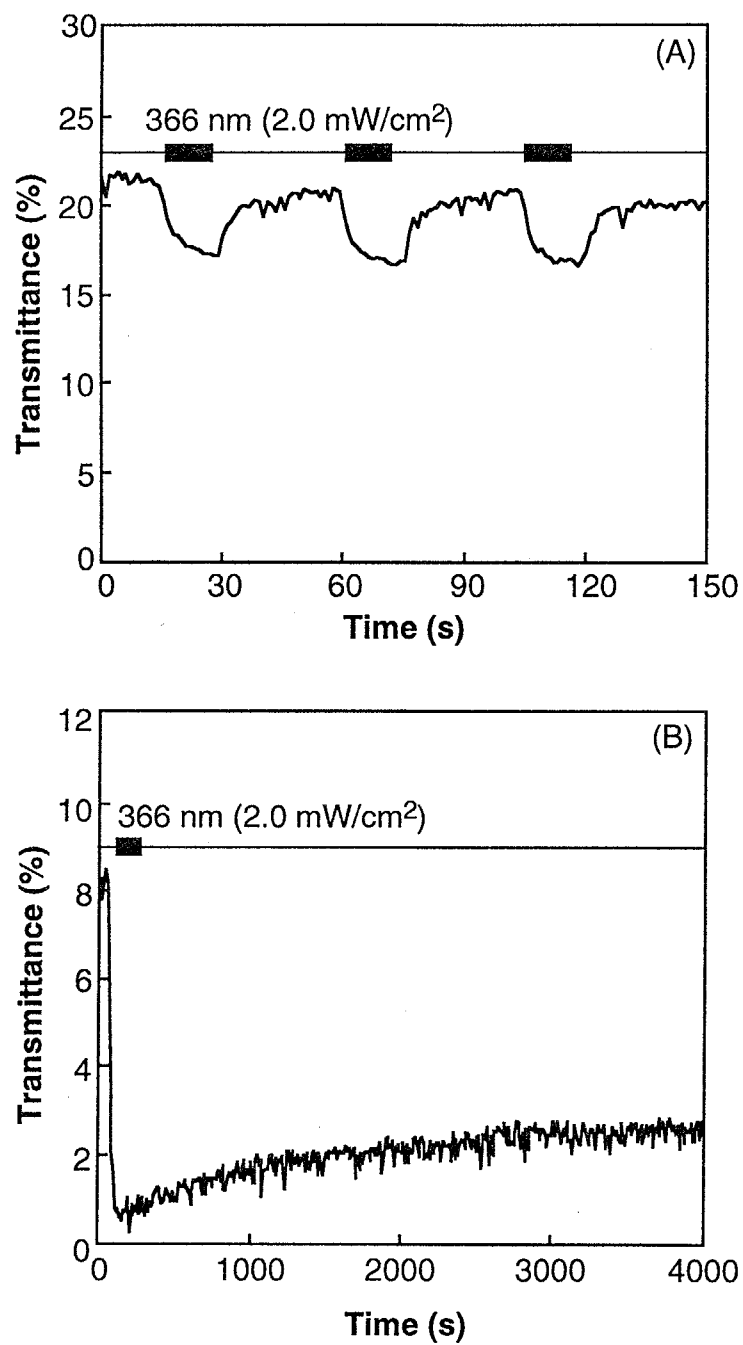 (A)
366 nm (2.0 mW/cm²)
30
25
20
15
10
5
0
0 30 60 90 120 150
Transmittance (%)
Time (s)
(B)
366 nm (2.0 mW/cm²)
12
10
8
6
4
2
0
0 1000 2000 3000 4000
Transmittance (%)
Time (s)